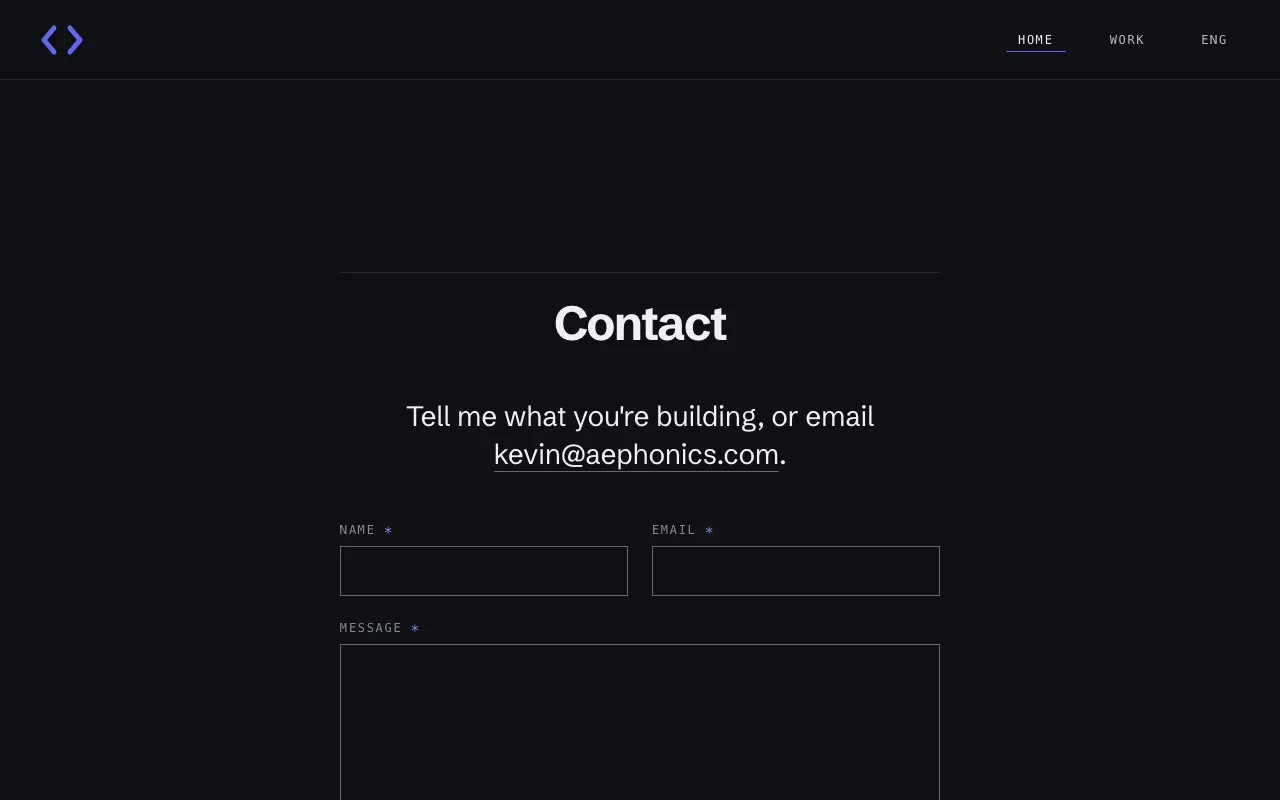 HOME
WORK
ENG
Contact
Tell me what you're building, or email
kevin@aephonics.com.
NAME *
EMAIL *
MESSAGE *